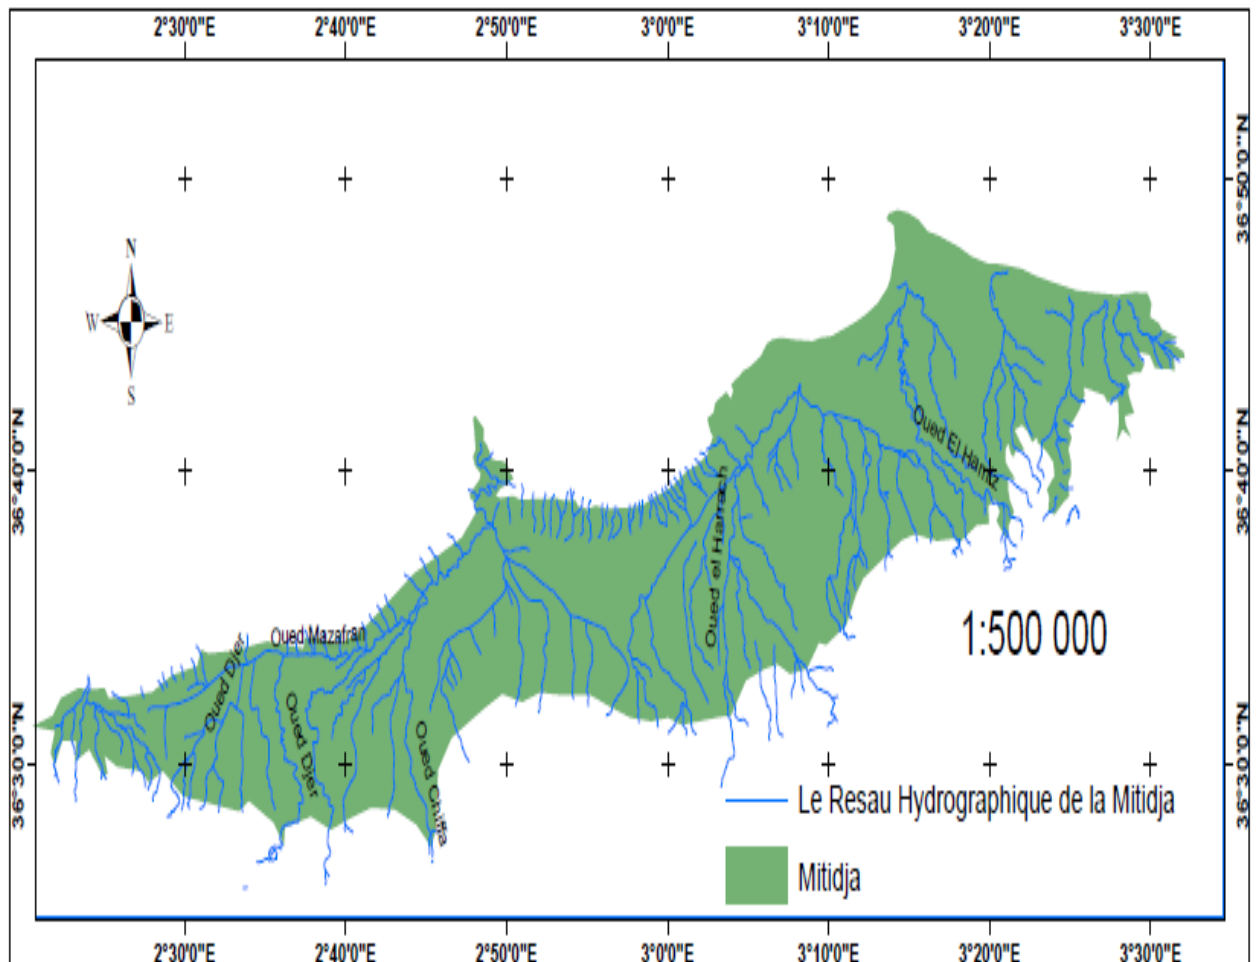 2°30'0"E 2°40'0"E 2°50'0"E 3°0'0"E 3°10'0"E 3°20'0"E 3°30'0"E
36°50'0"N
N
W E
S
36°40'0"N
36°40'0"N
Oued El Hamiz
Oued el Harrach
1:500 000
Oued Mazafran
Oued Djer
Oued Djer
Oued Chiffa
36°30'0"N
36°30'0"N
Le Resau Hydrographique de la Mitidja
Mitidja
2°30'0"E 2°40'0"E 2°50'0"E 3°0'0"E 3°10'0"E 3°20'0"E 3°30'0"E